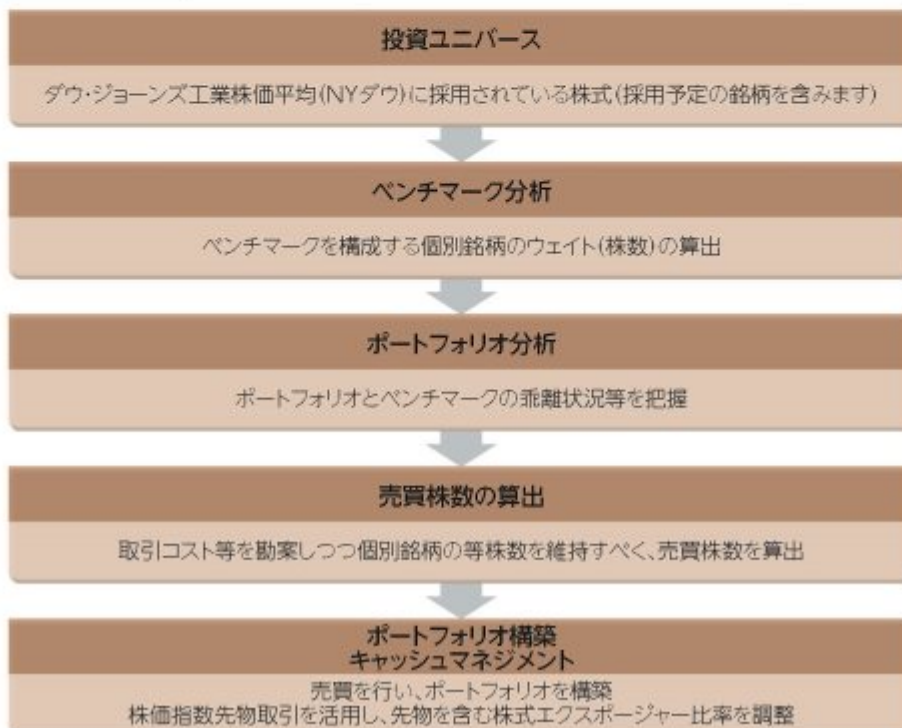 投資ユニバース
ダウ・ジョーンズ工業株価平均(NYダウ)に採用されている株式(採用予定の銘柄を含みます)
ベンチマーク分析
ベンチマークを構成する個別銘柄のウェイト(株数)の算出
ポートフォリオ分析
ポートフォリオとベンチマークの乖離状況等を把握
売買株数の算出
取引コスト等を勘案しつつ個別銘柄の等株数を維持すべく、売買株数を算出
ポートフォリオ構築
キャッシュマネジメント
売買を行い、ポートフォリオを構築
株価指数先物取引を活用し、先物を含む株式エクスポージャー比率を調整